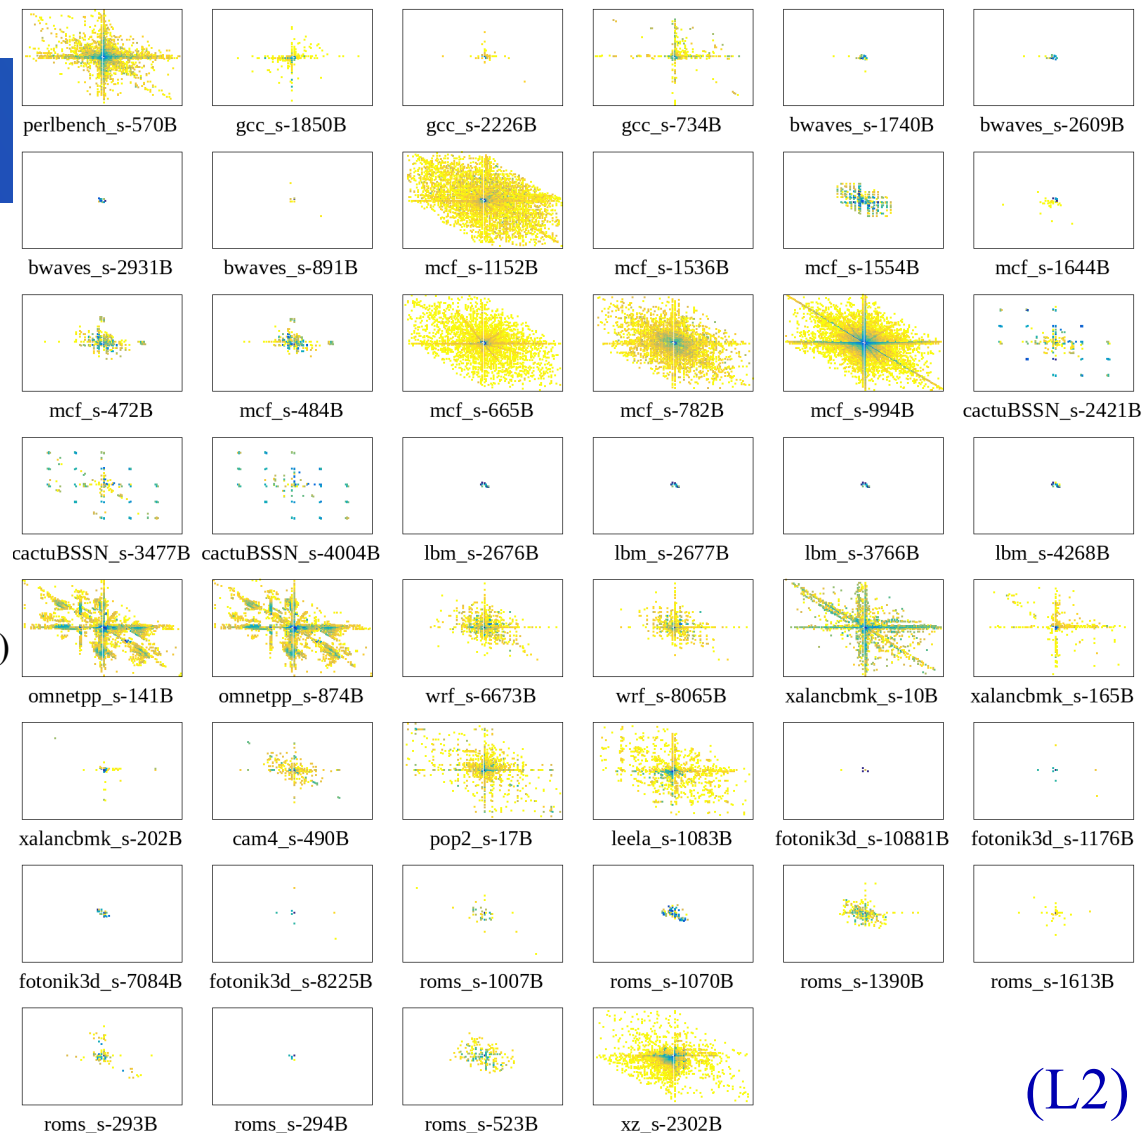 perlbench_s-570B gcc_s-1850B gcc_s-2226B gcc_s-734B bwaves_s-1740B bwaves_s-2609B
bwaves_s-2931B bwaves_s-891B mcf_s-1152B mcf_s-1536B mcf_s-1554B mcf_s-1644B
mcf_s-472B mcf_s-484B mcf_s-665B mcf_s-782B mcf_s-994B cactuBSSN_s-2421B
cactuBSSN_s-3477B cactuBSSN_s-4004B lbm_s-2676B lbm_s-2677B lbm_s-3766B lbm_s-4268B
)
omnetpp_s-141B omnetpp_s-874B wrf_s-6673B wrf_s-8065B xalancbmk_s-10B xalancbmk_s-165B
xalancbmk_s-202B cam4_s-490B pop2_s-17B leela_s-1083B fotonik3d_s-10881B fotonik3d_s-1176B
fotonik3d_s-7084B fotonik3d_s-8225B roms_s-1007B roms_s-1070B roms_s-1390B roms_s-1613B
(L2)
roms_s-293B roms_s-294B roms_s-523B xz_s-2302B